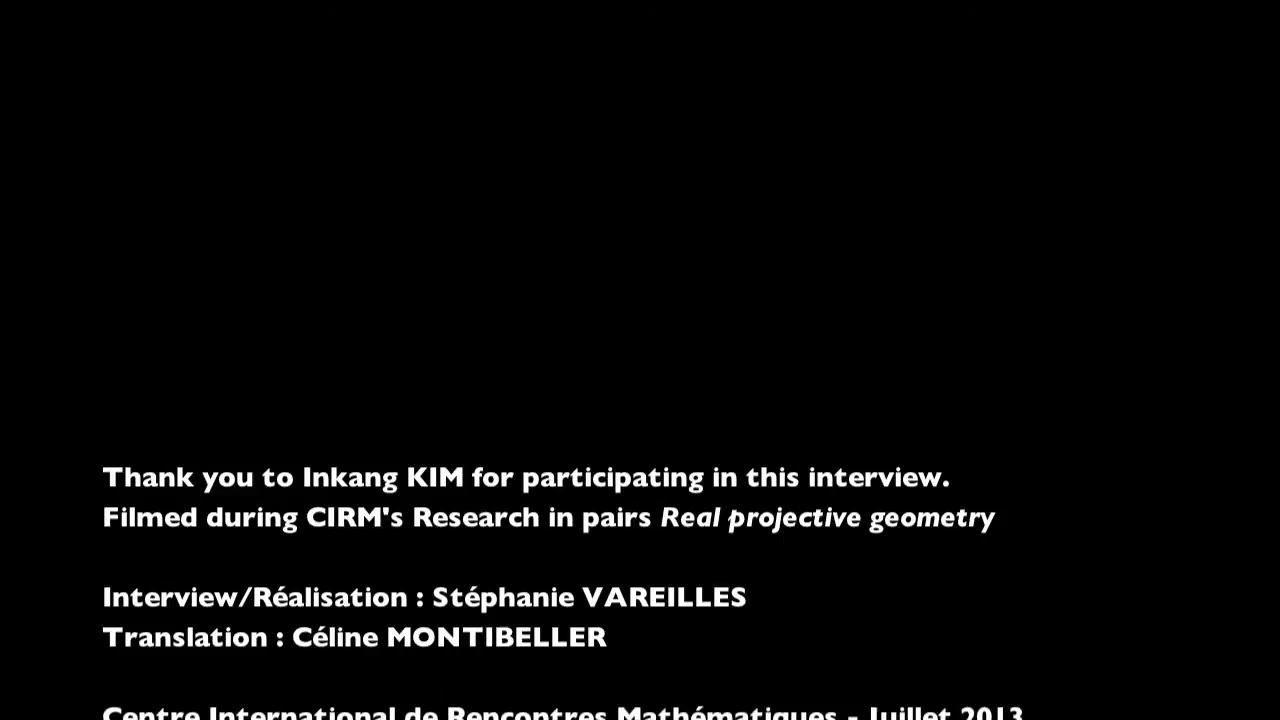 Thank you to Inkang KIM for participating in this interview.
Filmed during CIRM's Research in pairs Real projective geometry
Interview/Réalisation : Stéphanie VAREILLES
Translation : Céline MONTIBELLER
Centre International de Rencontres Mathématiques - Juillet 2013